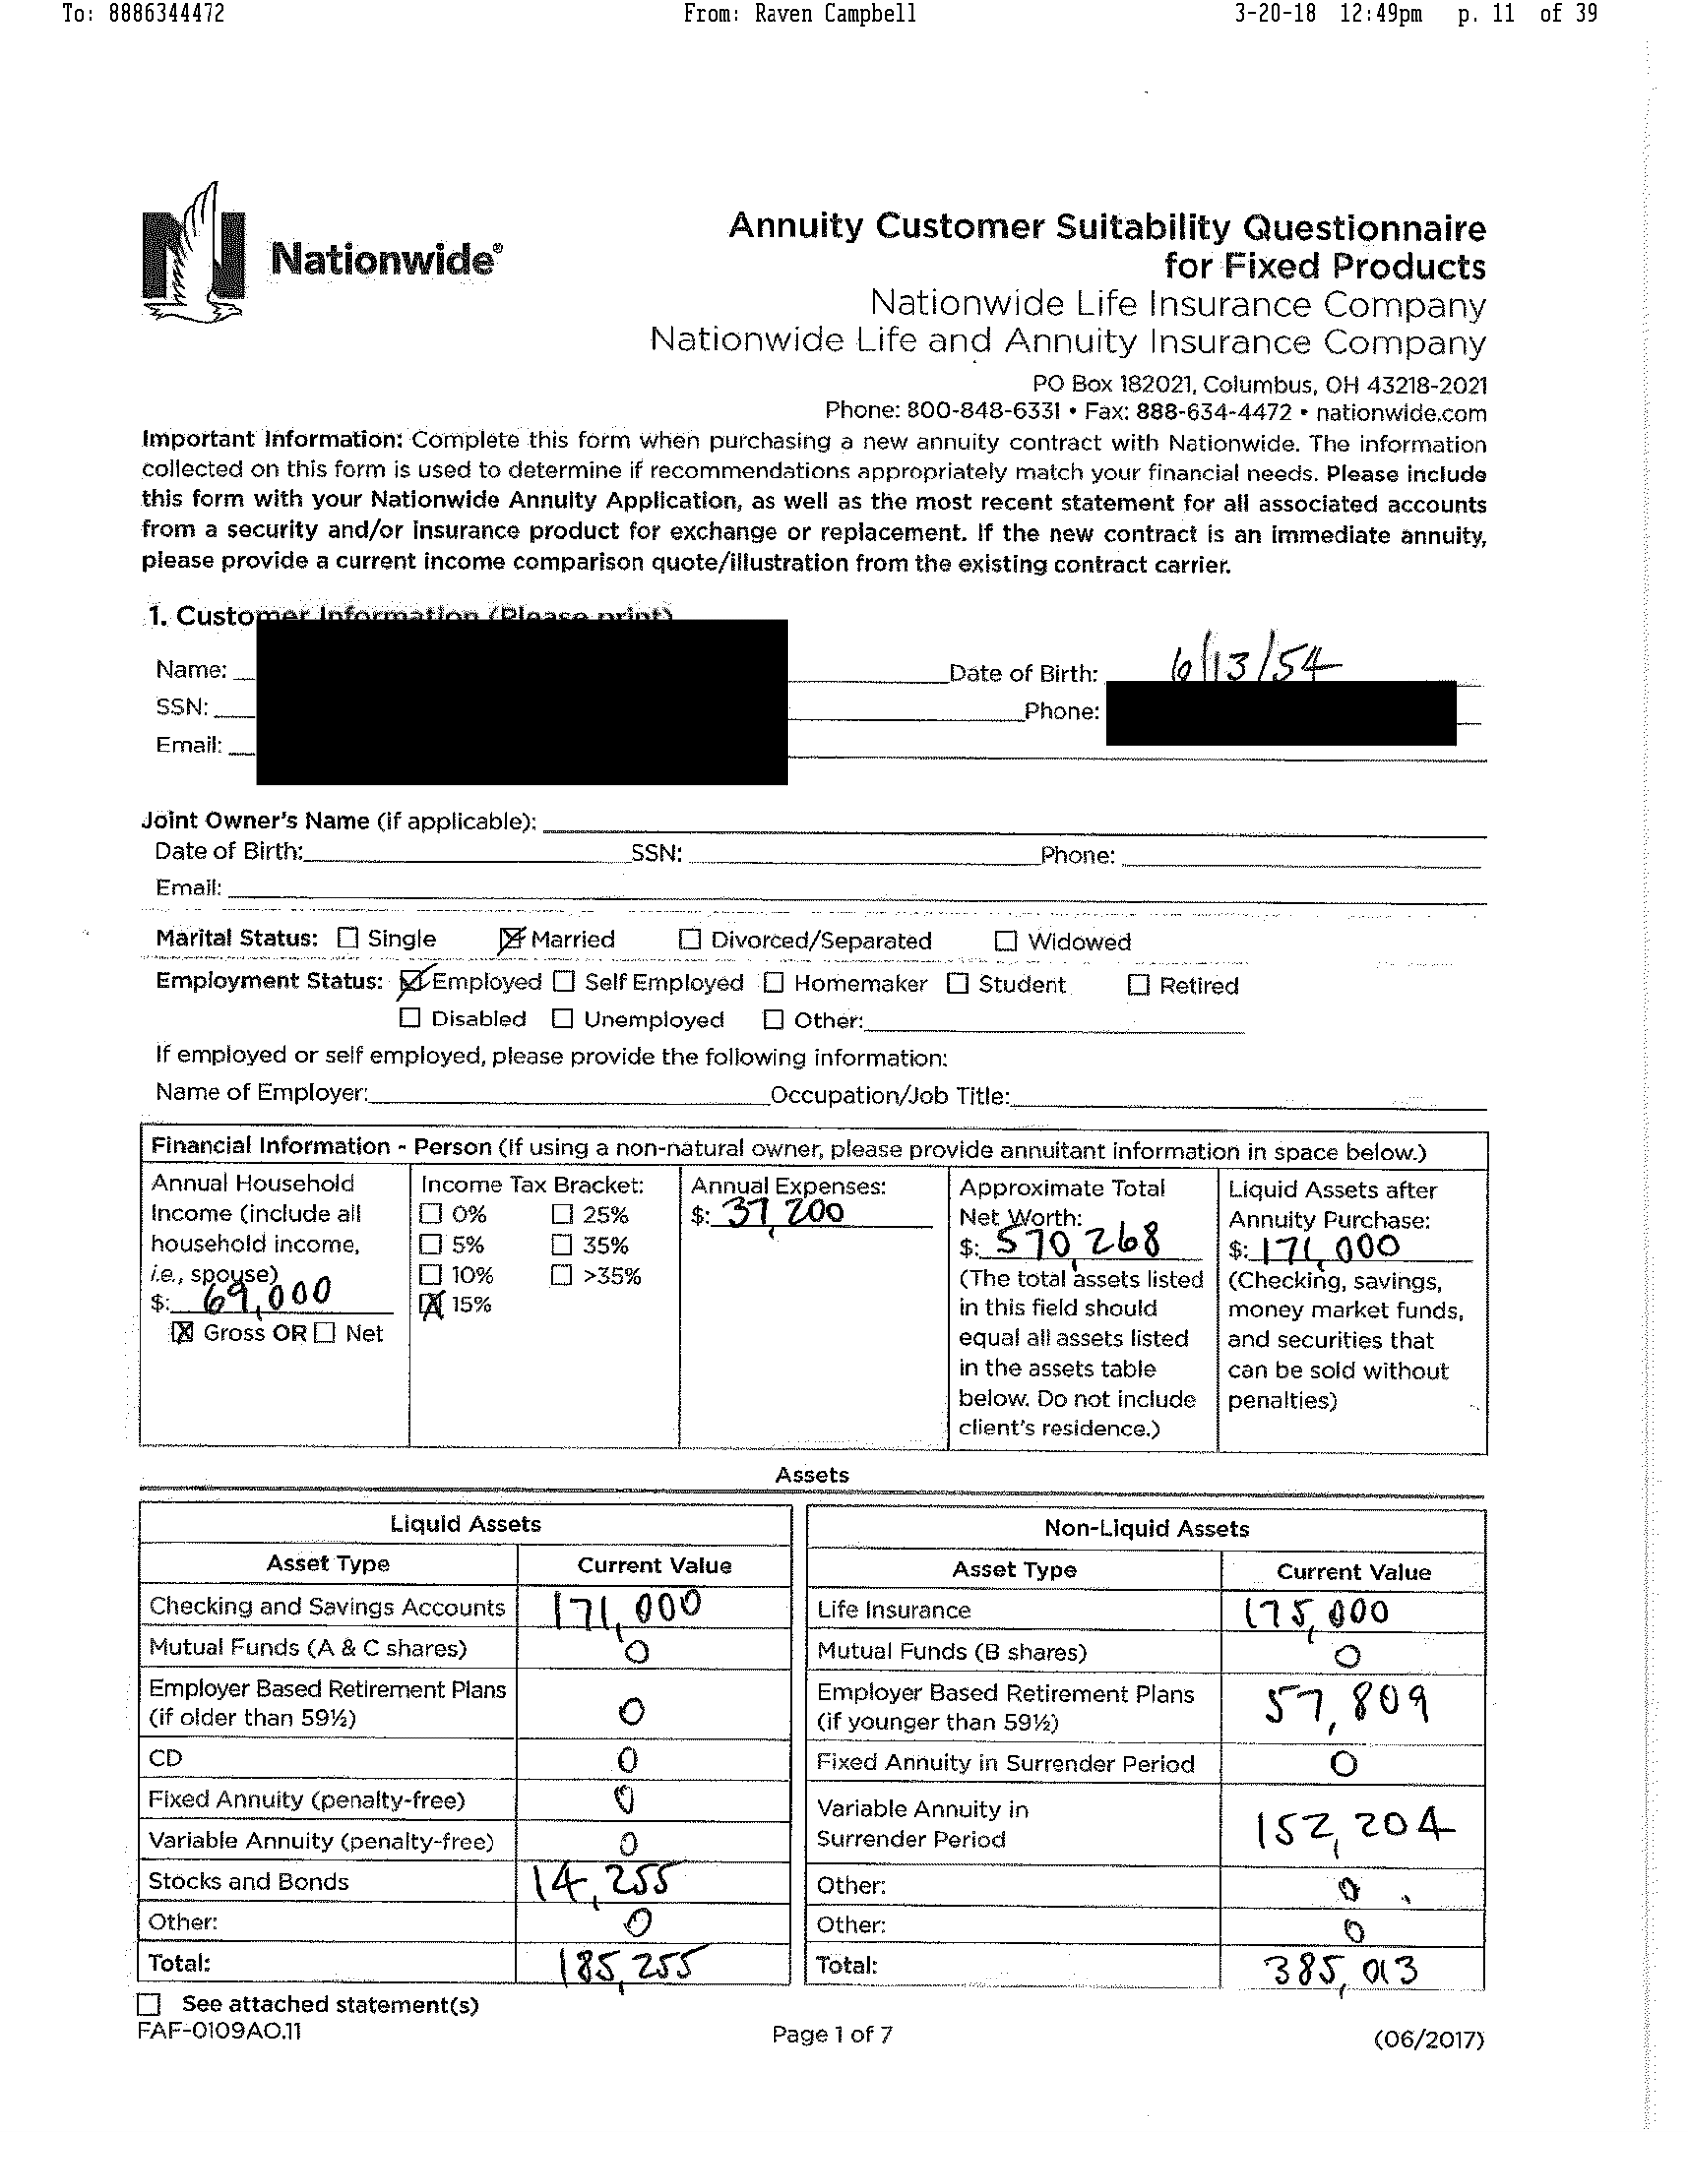 To: 8886344472 From: Raven Campbell 3-20-18 12:49pm p. 11 of 39
Nationwide®
Annuity Customer Suitability Questionnaire
for Fixed Products
Nationwide Life Insurance Company
Nationwide Life and Annuity Insurance Company
PO Box 182021, Columbus, OH 43218-2021
Phone: 800-848-6331 • Fax: 888-634-4472 • nationwide.com
Important Information: Complete this form when purchasing a new annuity contract with Nationwide. The information
collected on this form is used to determine if recommendations appropriately match your financial needs. Please include
this form with your Nationwide Annuity Application, as well as the most recent statement for all associated accounts
from a security and/or insurance product for exchange or replacement. If the new contract is an immediate annuity,
please provide a current income comparison quote/illustration from the existing contract carrier.
1. Customer Information (Please print)
Name: Date of Birth: 6/13/54
SSN: Phone:
Email:
Joint Owner's Name (if applicable):
Date of Birth: SSN: Phone:
Email:
Marital Status: ☐ Single ☒ Married ☐ Divorced/Separated ☐ Widowed
Employment Status: ☑ Employed ☐ Self Employed ☐ Homemaker ☐ Student ☐ Retired
☐ Disabled ☐ Unemployed ☐ Other:
If employed or self employed, please provide the following information:
Name of Employer: Occupation/Job Title:
Financial Information - Person (If using a non-natural owner, please provide annuitant information in space below.)
Annual Household
Income (include all
household income,
i.e., spouse)
$: 69,000
☒ Gross OR ☐ Net
Income Tax Bracket:
☐ 0% ☐ 25%
☐ 5% ☐ 35%
☐ 10% ☐ >35%
☒ 15%
Annual Expenses:
$: 37,200
Approximate Total
Net Worth:
$: 570,268
(The total assets listed
in this field should
equal all assets listed
in the assets table
below. Do not include
client's residence.)
Liquid Assets after
Annuity Purchase:
$: 171,000
(Checking, savings,
money market funds,
and securities that
can be sold without
penalties)
Assets
Liquid Assets
Asset Type Current Value
Checking and Savings Accounts 171,000
Mutual Funds (A & C shares) 0
Employer Based Retirement Plans
(if older than 59½) 0
CD 0
Fixed Annuity (penalty-free) 0
Variable Annuity (penalty-free) 0
Stocks and Bonds 14,255
Other: 0
Total: 185,255
Non-Liquid Assets
Asset Type Current Value
Life Insurance 175,000
Mutual Funds (B shares) 0
Employer Based Retirement Plans
(if younger than 59½) 57,809
Fixed Annuity in Surrender Period 0
Variable Annuity in
Surrender Period 152,204
Other: 0
Other: 0
Total: 385,013
☐ See attached statement(s)
FAF-0109AO.11 Page 1 of 7 (06/2017)